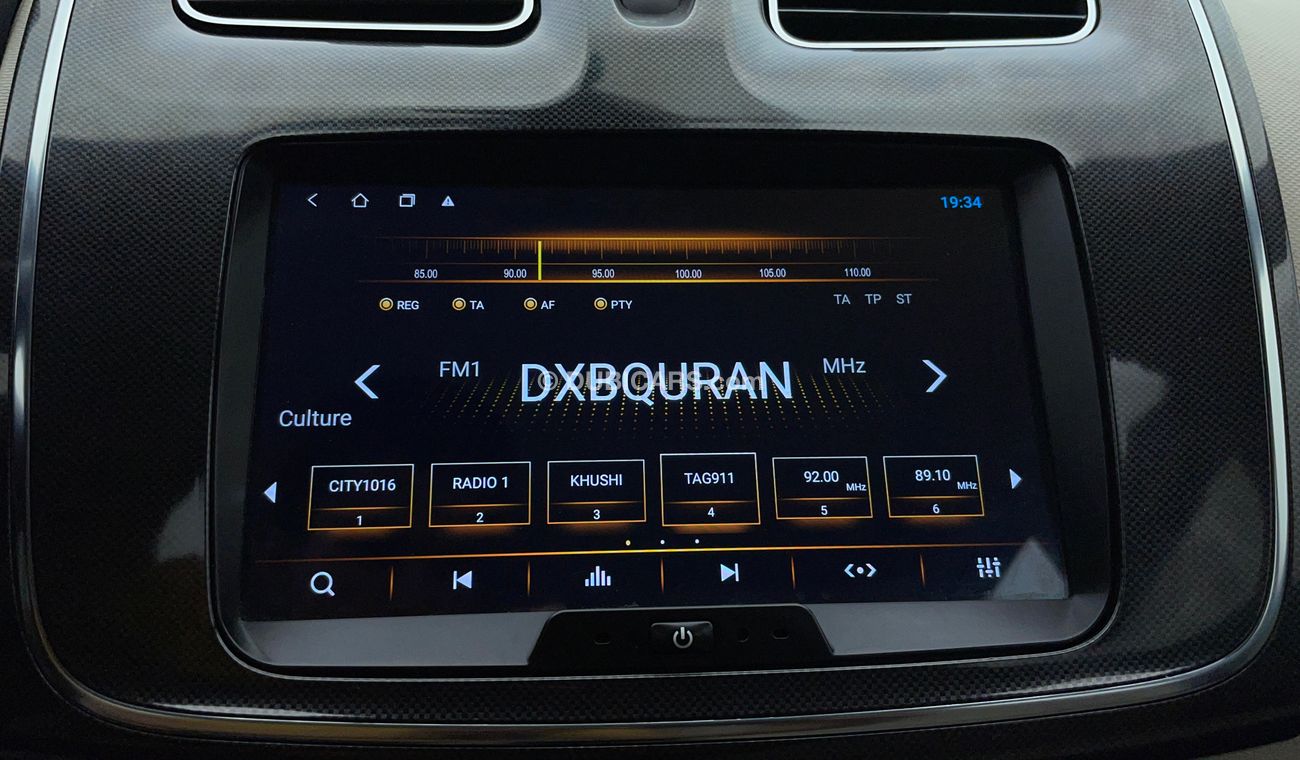 19:34
85.00 90.00 95.00 100.00 105.00 110.00
REG TA AF PTY TA TP ST
FM1 DXBQURAN MHz
© DUBICARS.com
Culture
CITY1016 RADIO 1 KHUSHI TAG911 92.00 MHz 89.10 MHz
1 2 3 4 5 6